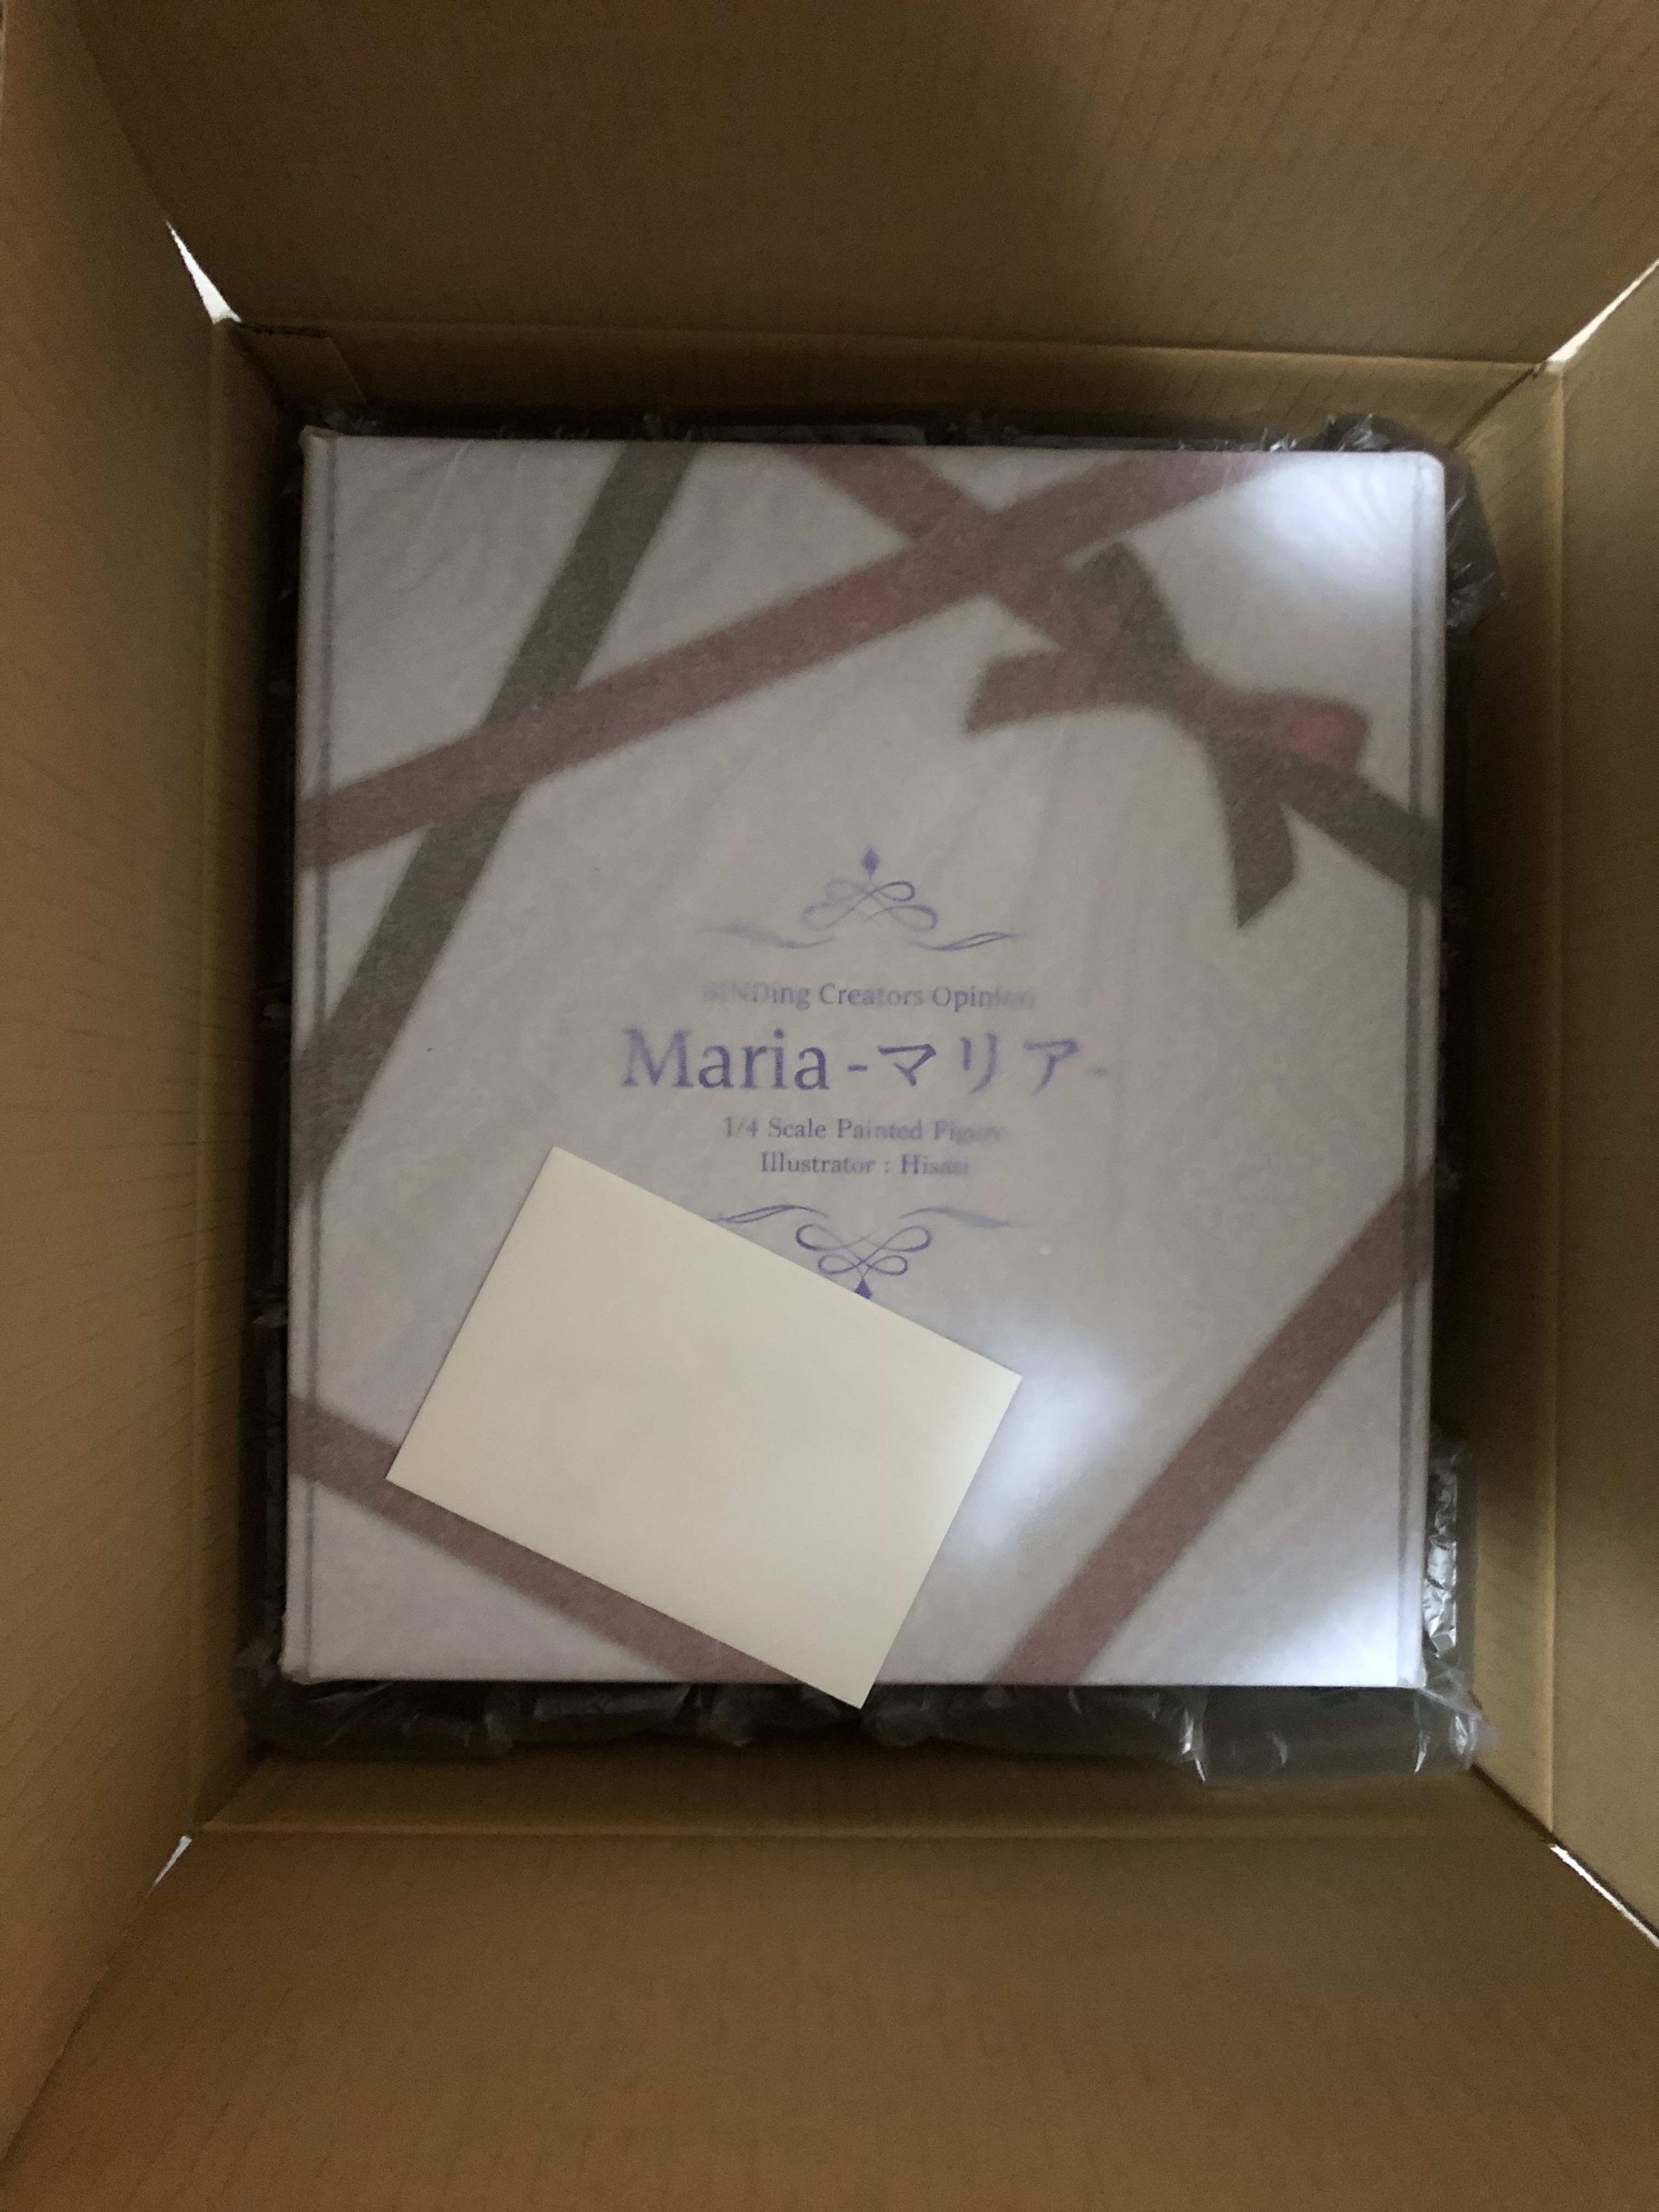 BINDing Creators Opinion
Maria -マリア-
1/4 Scale Painted Figure
Illustrator : Hisasi